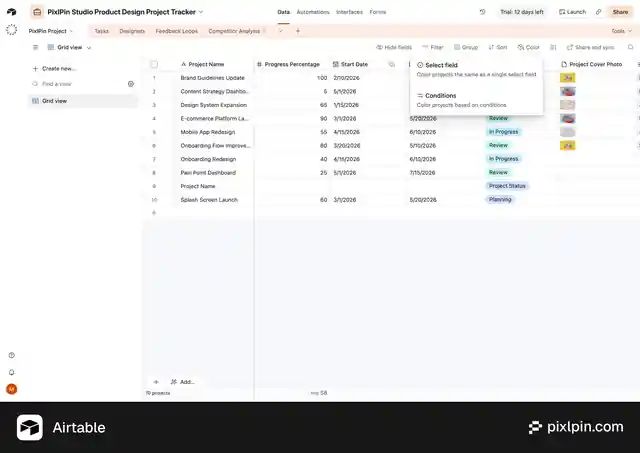 PixlPin Studio Product Design Project Tracker
Data Automations Interfaces Forms
Trial: 12 days left Launch Share
PixlPin Project Tasks Designers Feedback Loops Competitor Analysis
Tools
Grid view
Hide fields Filter Group Sort Color Share and sync
Create new...
Find a view
Grid view
Project Name Progress Percentage Start Date Project Cover Photo
Select field
Color projects the same as a single select field
Conditions
Color projects based on conditions
1 Brand Guidelines Update 100 2/10/2026
2 Content Strategy Dashbo... 5 5/1/2026
3 Design System Expansion 65 1/15/2026
4 E-commerce Platform La... 90 3/1/2026 5/20/2026 Review
5 Mobile App Redesign 55 4/15/2026 6/10/2026 In Progress
6 Onboarding Flow Improve... 80 3/20/2026 5/10/2026 Review
7 Onboarding Redesign 40 4/15/2026 6/10/2026 In Progress
8 Pain Point Dashboard 25 5/1/2026 7/15/2026 Review
9 Project Name Project Status
10 Splash Screen Launch 60 3/1/2026 5/20/2026 Planning
Add...
10 projects
Avg 58
M
Airtable
pixlpin.com